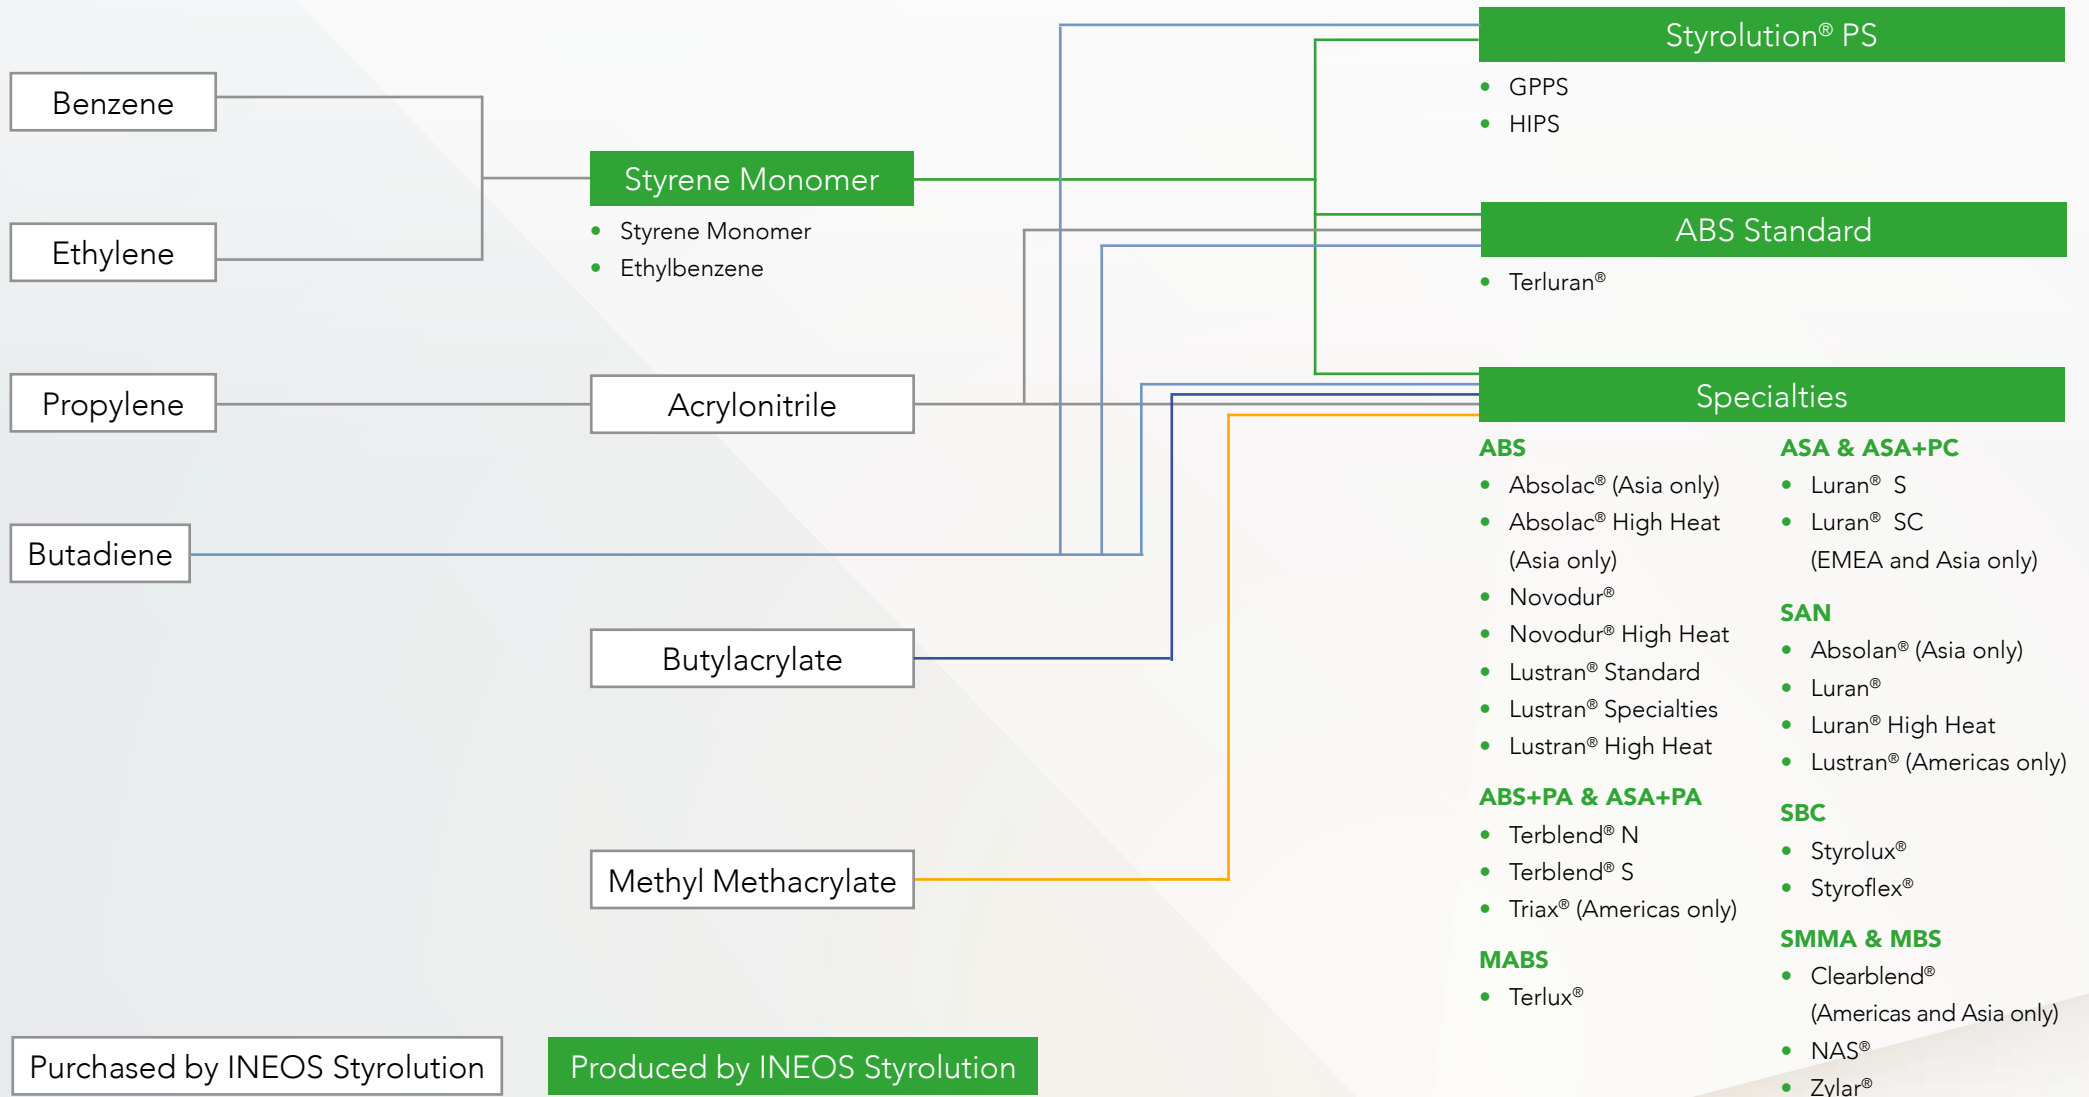 Benzene
Ethylene
Propylene
Butadiene
Styrene Monomer
• Styrene Monomer
• Ethylbenzene
Acrylonitrile
Butylacrylate
Methyl Methacrylate
Styrolution® PS
• GPPS
• HIPS
ABS Standard
• Terluran®
Specialties
ABS
• Absolac® (Asia only)
• Absolac® High Heat
(Asia only)
• Novodur®
• Novodur® High Heat
• Lustran® Standard
• Lustran® Specialties
• Lustran® High Heat
ABS+PA & ASA+PA
• Terblend® N
• Terblend® S
• Triax® (Americas only)
MABS
• Terlux®
ASA & ASA+PC
• Luran® S
• Luran® SC
(EMEA and Asia only)
SAN
• Absolan® (Asia only)
• Luran®
• Luran® High Heat
• Lustran® (Americas only)
SBC
• Styrolux®
• Styroflex®
SMMA & MBS
• Clearblend®
(Americas and Asia only)
• NAS®
• Zylar®
Purchased by INEOS Styrolution
Produced by INEOS Styrolution